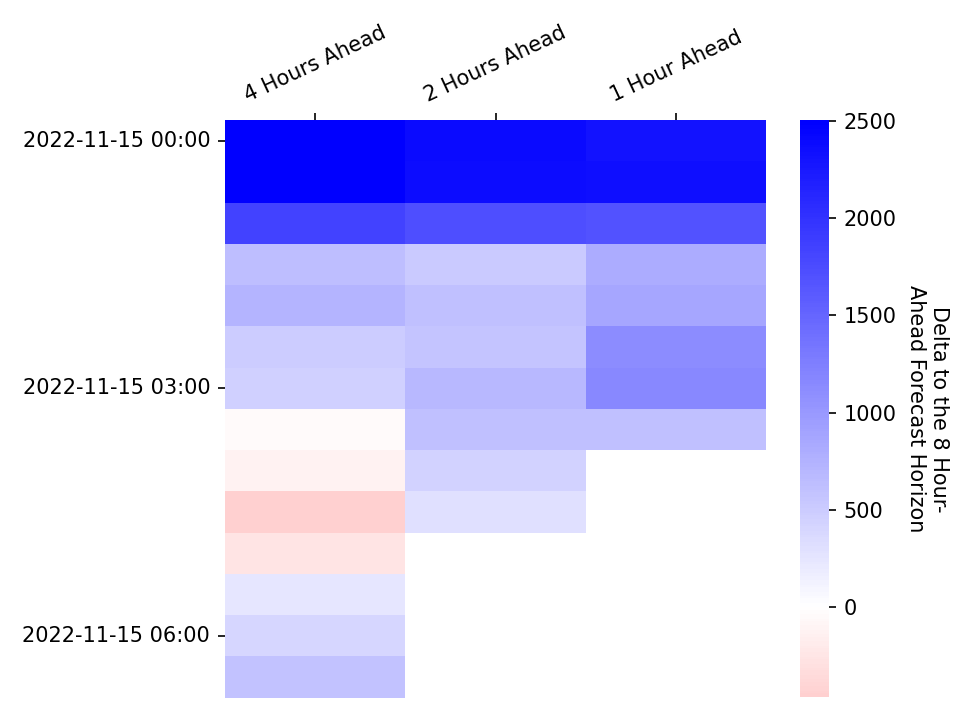 4 Hours Ahead
2 Hours Ahead
1 Hour Ahead
2022-11-15 00:00
2022-11-15 03:00
2022-11-15 06:00
2500
2000
1500
1000
500
0
Delta to the 8 Hour-
Ahead Forecast Horizon